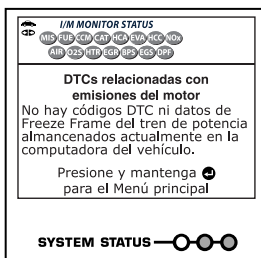 I/M MONITOR STATUS
MIS FUE CCM CAT HCA EVA HCC NOx
AIR O2S HTR EGR BPS EGS DPF
DTCs relacionadas con
emisiones del motor
No hay códigos DTC ni datos de
Freeze Frame del tren de potencia
almancenados actualmente en la
computadora del vehículo.
Presione y mantenga
para el Menú principal
SYSTEM STATUS